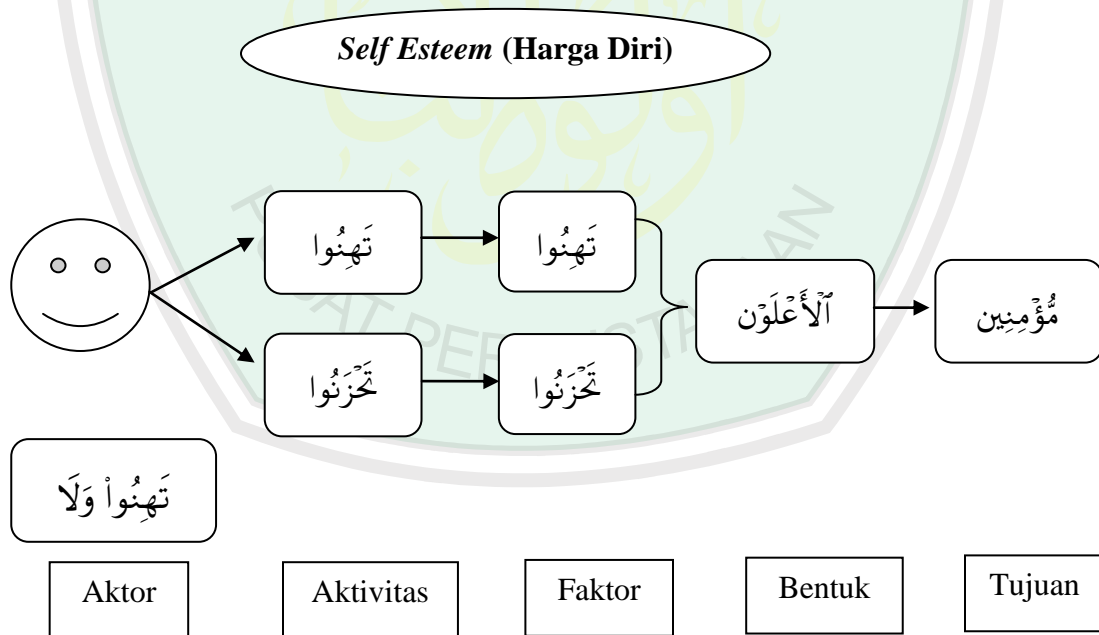 Self Esteem (Harga Diri)
تَهِنُوا
تَهِنُوا
ٱلْأَعْلَوْن
مُّؤْمِنِين
تَحْزَنُوا
تَحْزَنُوا
تَهِنُوا۟ وَلَا
Aktor
Aktivitas
Faktor
Bentuk
Tujuan